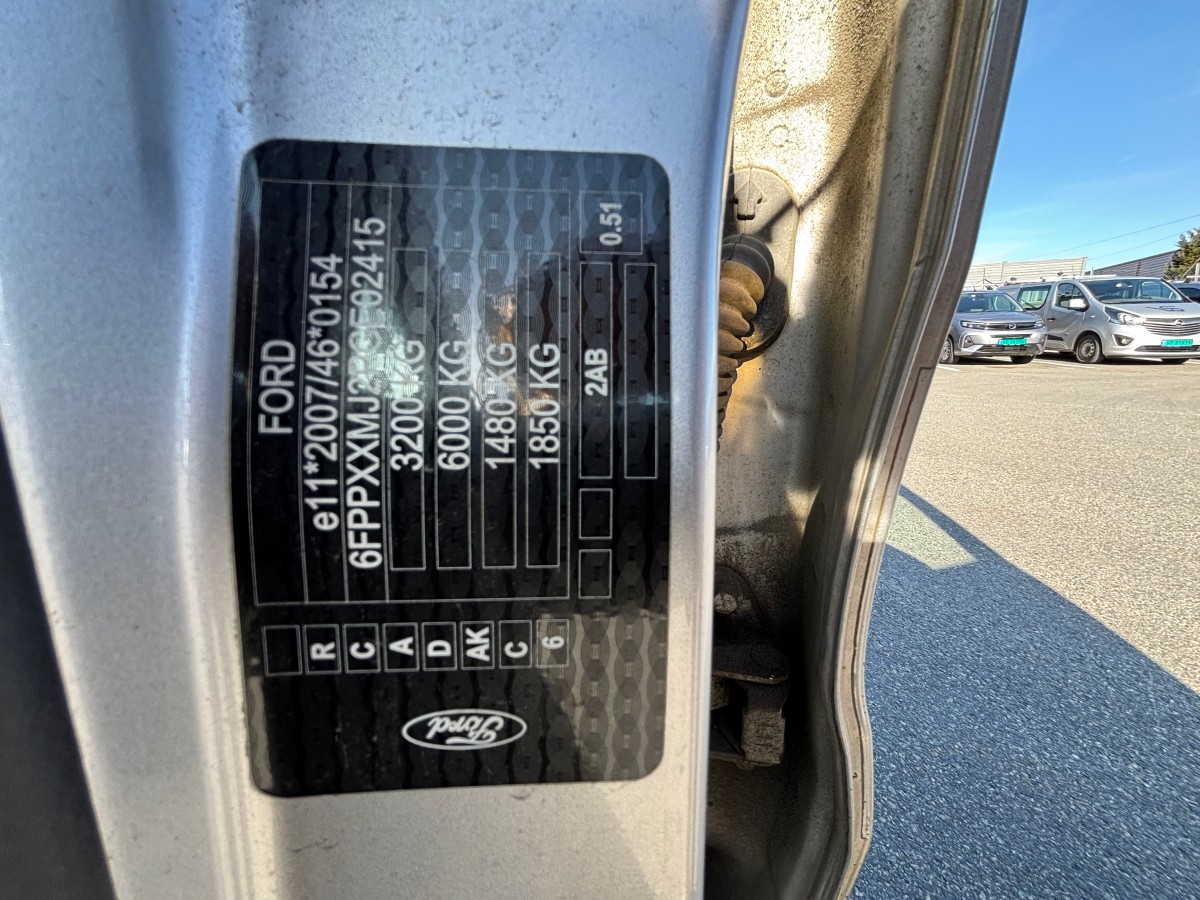 FORD
e11*2007/46*0154
6FPPXXMJ2PCE02415
3200 KG
6000 KG
1480 KG
1850 KG
2AB
0.51
R
C
A
D
AK
C
6
Ford